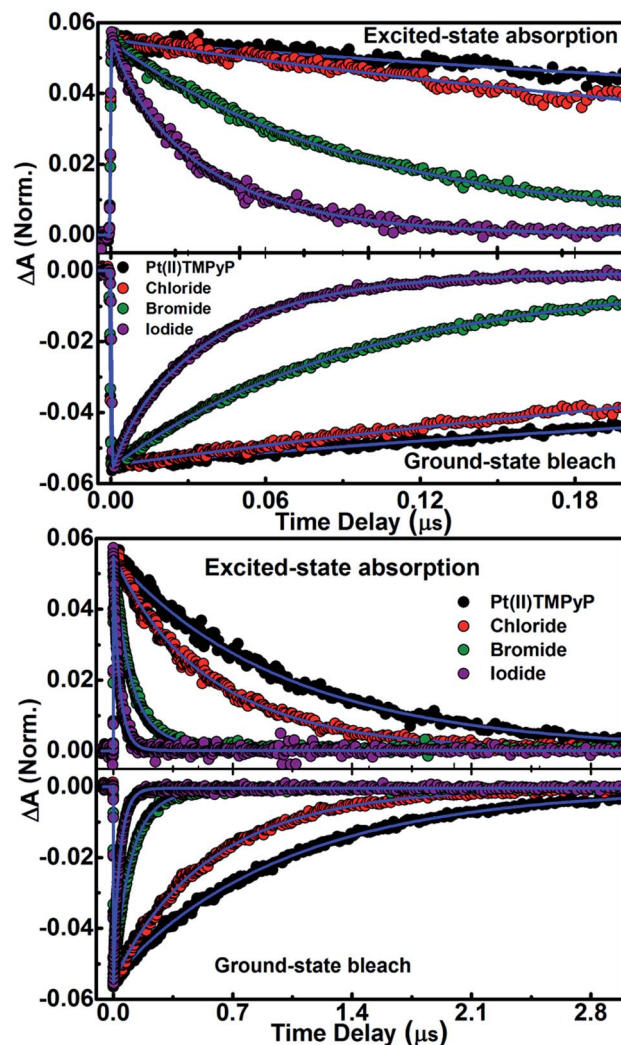 0.06
Excited-state absorption
0.04
0.02
0.00
ΔA (Norm.)
0.00
Pt(II)TMPyP
Chloride
Bromide
Iodide
-0.02
-0.04
-0.06
Ground-state bleach
0.00 0.06 0.12 0.18
Time Delay (μs)
0.06
Excited-state absorption
0.04
Pt(II)TMPyP
Chloride
Bromide
Iodide
0.02
0.00
ΔA (Norm.)
0.00
-0.02
-0.04
Ground-state bleach
-0.06
0.0 0.7 1.4 2.1 2.8
Time Delay (μs)